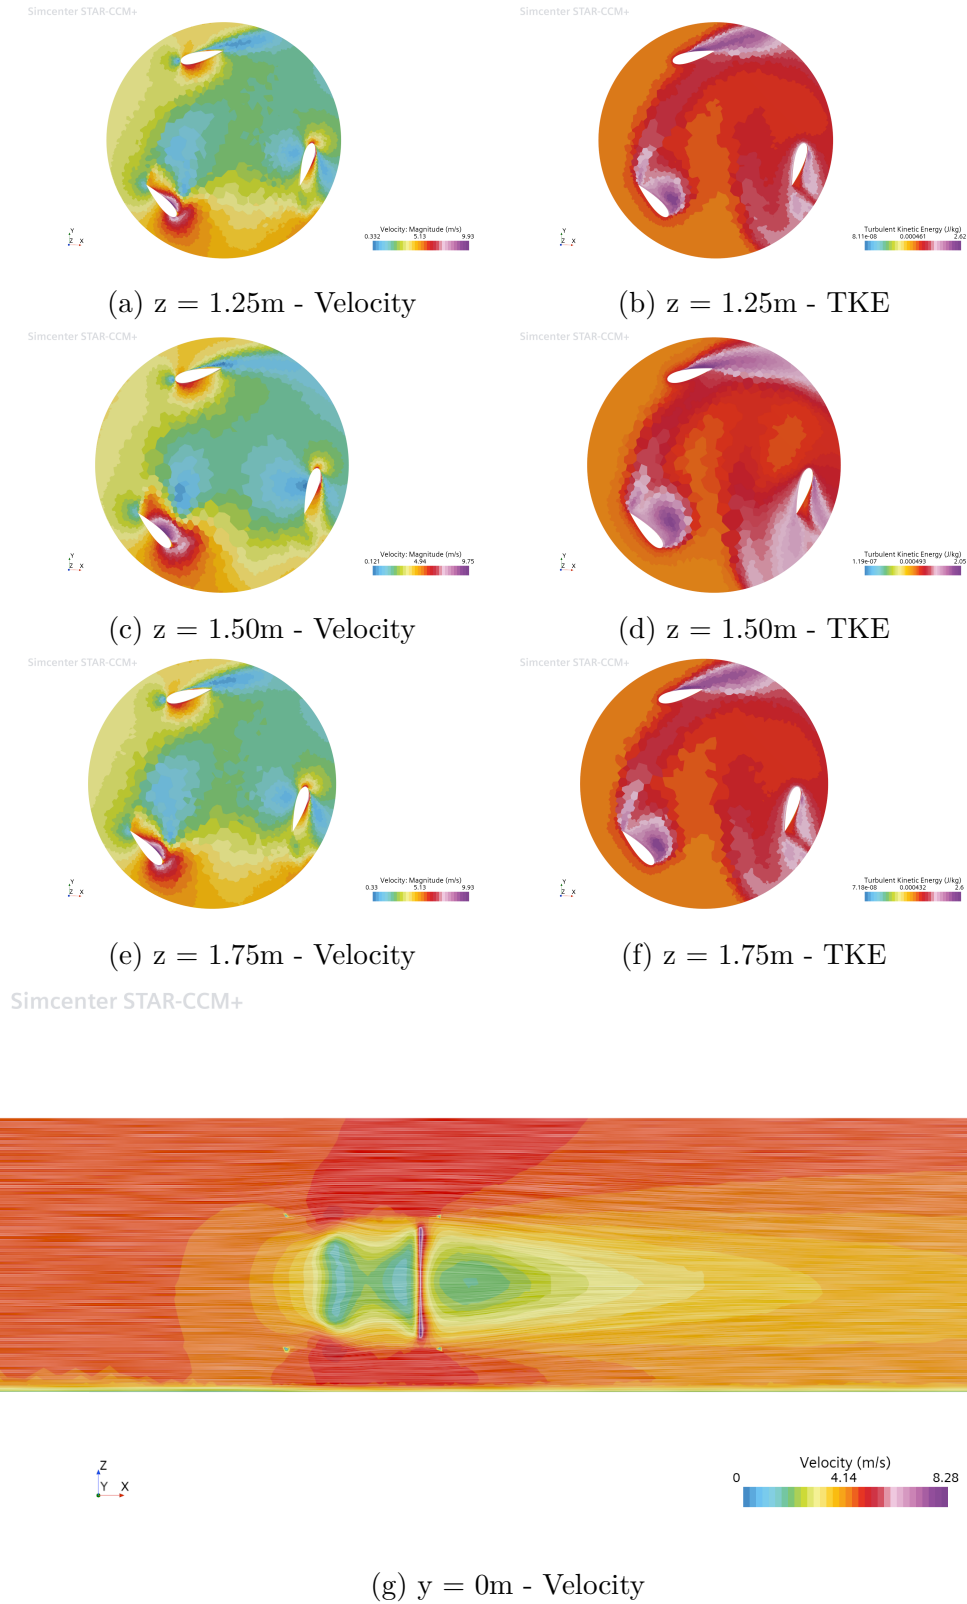 Simcenter STAR-CCM+ Simcenter STAR-CCM+
Y
Z X
Velocity: Magnitude (m/s)
0.332 5.13 9.93
Y
Z X
Turbulent Kinetic Energy (J/kg)
8.11e-08 0.000461 2.62
(a) z = 1.25m - Velocity (b) z = 1.25m - TKE
Simcenter STAR-CCM+ Simcenter STAR-CCM+
Y
Z X
Velocity: Magnitude (m/s)
0.121 4.94 9.75
Y
Z X
Turbulent Kinetic Energy (J/kg)
1.19e-07 0.000493 2.05
(c) z = 1.50m - Velocity (d) z = 1.50m - TKE
Simcenter STAR-CCM+ Simcenter STAR-CCM+
Y
Z X
Velocity: Magnitude (m/s)
0.33 5.13 9.93
Y
Z X
Turbulent Kinetic Energy (J/kg)
7.18e-08 0.000432 2.6
(e) z = 1.75m - Velocity (f) z = 1.75m - TKE
Simcenter STAR-CCM+
Z
Y X
Velocity (m/s)
0 4.14 8.28
(g) y = 0m - Velocity